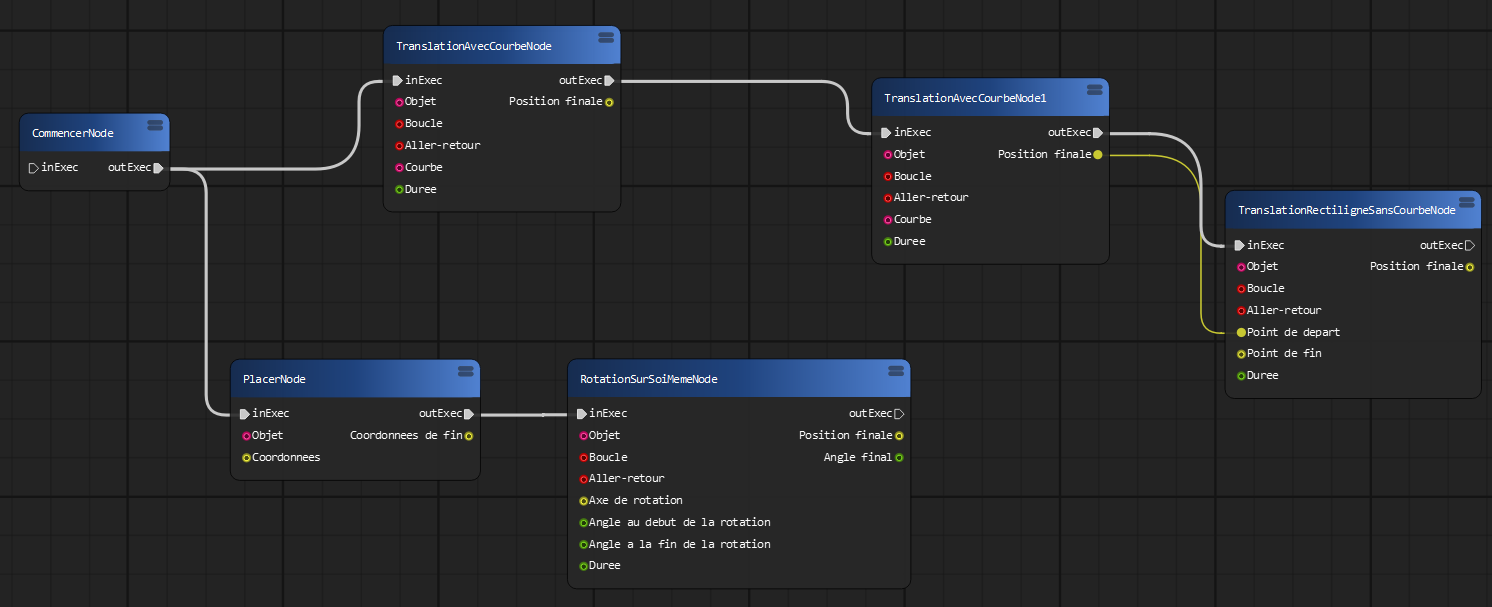 CommencerNode
inExec outExec
TranslationAvecCourbeNode
inExec outExec
Objet Position finale
Boucle
Aller-retour
Courbe
Duree
TranslationAvecCourbeNode1
inExec outExec
Objet Position finale
Boucle
Aller-retour
Courbe
Duree
TranslationRectiligneSansCourbeNode
inExec outExec
Objet Position finale
Boucle
Aller-retour
Point de depart
Point de fin
Duree
PlacerNode
inExec outExec
Objet Coordonnees de fin
Coordonnees
RotationSurSoiMemeNode
inExec outExec
Objet Position finale
Boucle Angle final
Aller-retour
Axe de rotation
Angle au debut de la rotation
Angle a la fin de la rotation
Duree